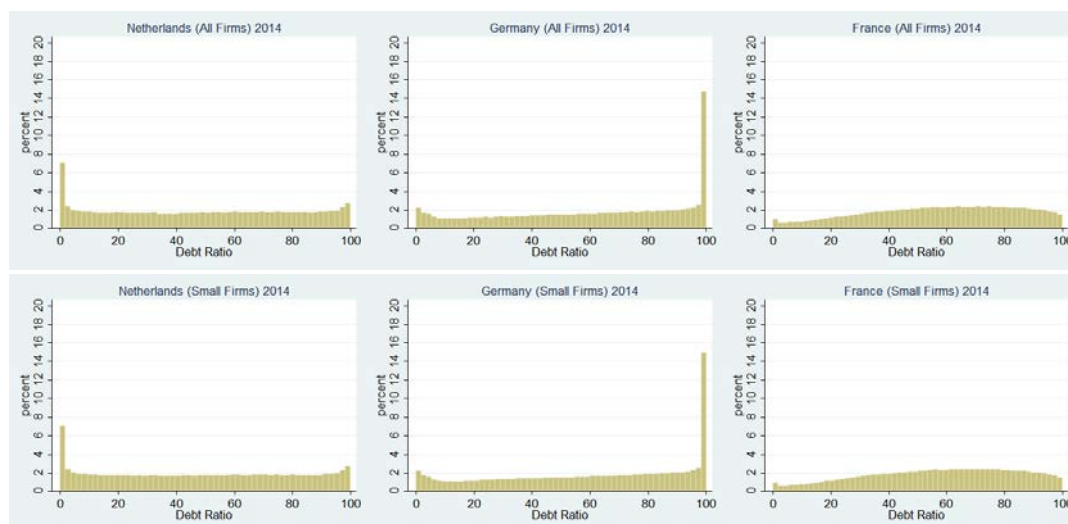 Netherlands (All Firms) 2014
percent
0 2 4 6 8 10 12 14 16 18 20
0 20 40 60 80 100
Debt Ratio
Germany (All Firms) 2014
percent
0 2 4 6 8 10 12 14 16 18 20
0 20 40 60 80 100
Debt Ratio
France (All Firms) 2014
percent
0 2 4 6 8 10 12 14 16 18 20
0 20 40 60 80 100
Debt Ratio
Netherlands (Small Firms) 2014
percent
0 2 4 6 8 10 12 14 16 18 20
0 20 40 60 80 100
Debt Ratio
Germany (Small Firms) 2014
percent
0 2 4 6 8 10 12 14 16 18 20
0 20 40 60 80 100
Debt Ratio
France (Small Firms) 2014
percent
0 2 4 6 8 10 12 14 16 18 20
0 20 40 60 80 100
Debt Ratio